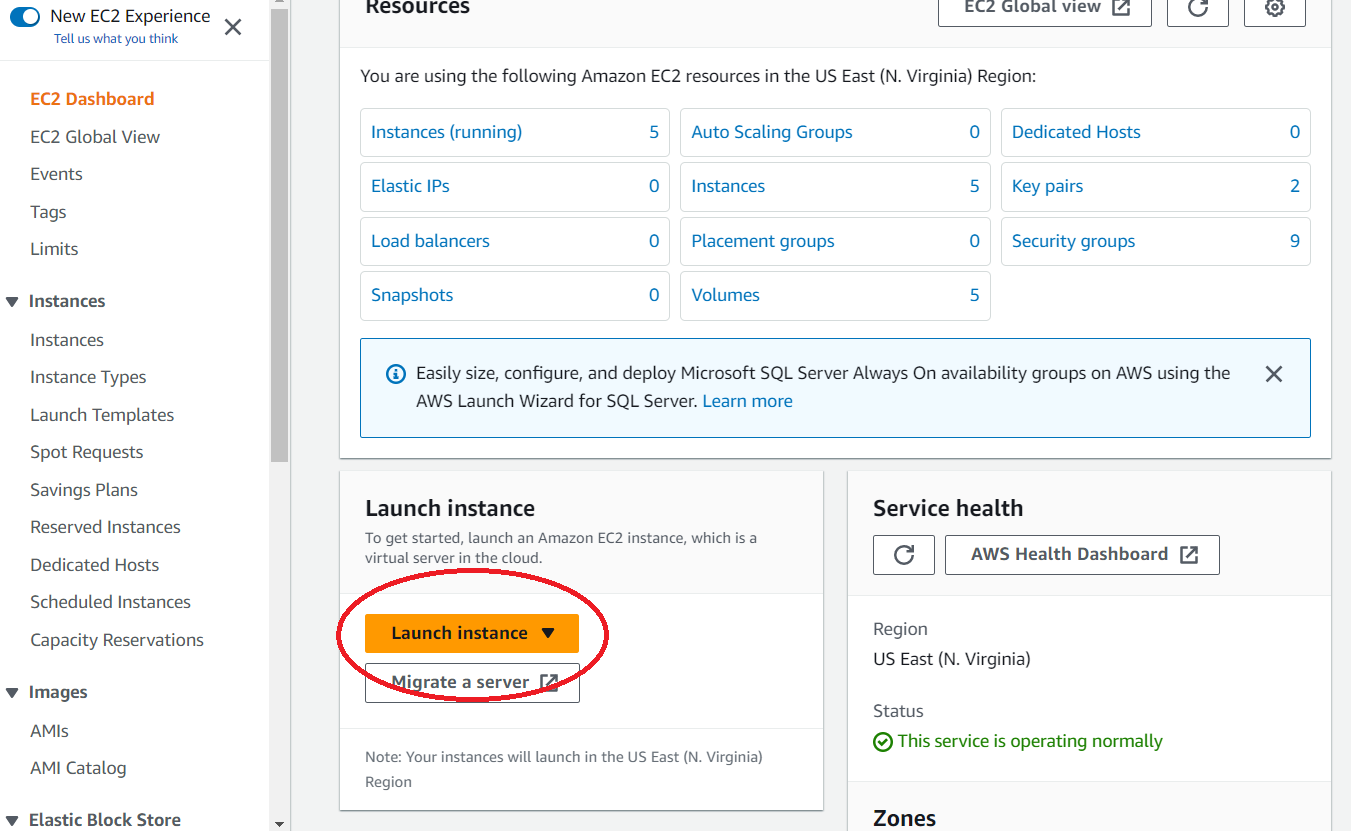 New EC2 Experience
Tell us what you think
EC2 Dashboard
EC2 Global View
Events
Tags
Limits
Instances
Instances
Instance Types
Launch Templates
Spot Requests
Savings Plans
Reserved Instances
Dedicated Hosts
Scheduled Instances
Capacity Reservations
Images
AMIs
AMI Catalog
Elastic Block Store
Resources
EC2 Global view
You are using the following Amazon EC2 resources in the US East (N. Virginia) Region:
Instances (running) 5
Auto Scaling Groups 0
Dedicated Hosts 0
Elastic IPs 0
Instances 5
Key pairs 2
Load balancers 0
Placement groups 0
Security groups 9
Snapshots 0
Volumes 5
Easily size, configure, and deploy Microsoft SQL Server Always On availability groups on AWS using the
AWS Launch Wizard for SQL Server. Learn more
Launch instance
To get started, launch an Amazon EC2 instance, which is a
virtual server in the cloud.
Launch instance
Migrate a server
Note: Your instances will launch in the US East (N. Virginia)
Region
Service health
AWS Health Dashboard
Region
US East (N. Virginia)
Status
This service is operating normally
Zones